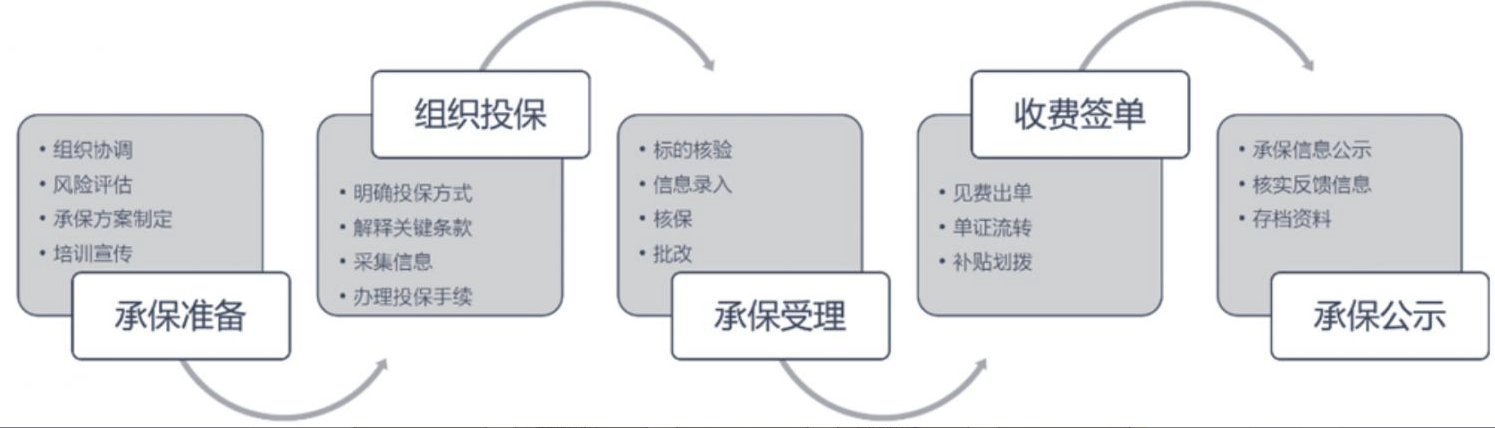 • 组织协调
• 风险评估
• 承保方案制定
• 培训宣传
承保准备
组织投保
• 明确投保方式
• 解释关键条款
• 采集信息
• 办理投保手续
• 标的核验
• 信息录入
• 核保
• 批改
承保受理
收费签单
• 见费出单
• 单证流转
• 补贴划拨
• 承保信息公示
• 核实反馈信息
• 存档资料
承保公示